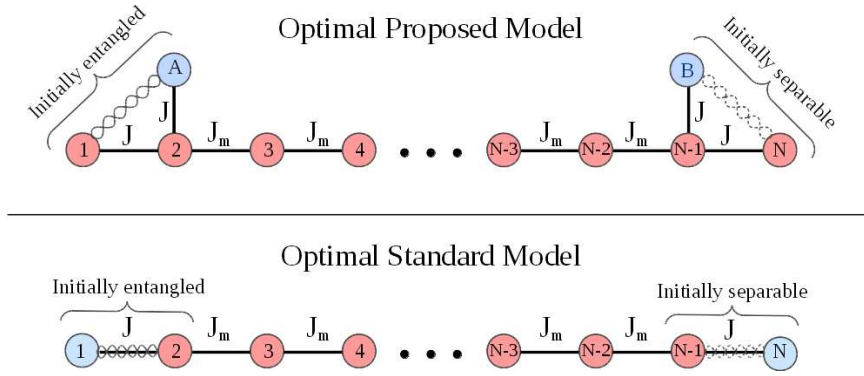 Optimal Proposed Model
Initially entangled
Initially separable
A
B
J
J
J
J
J J_m J_m J_m J_m J
1 2 3 4 ... N-3 N-2 N-1 N
Optimal Standard Model
Initially entangled
Initially separable
J J_m J_m J_m J_m J
1 2 3 4 ... N-3 N-2 N-1 N